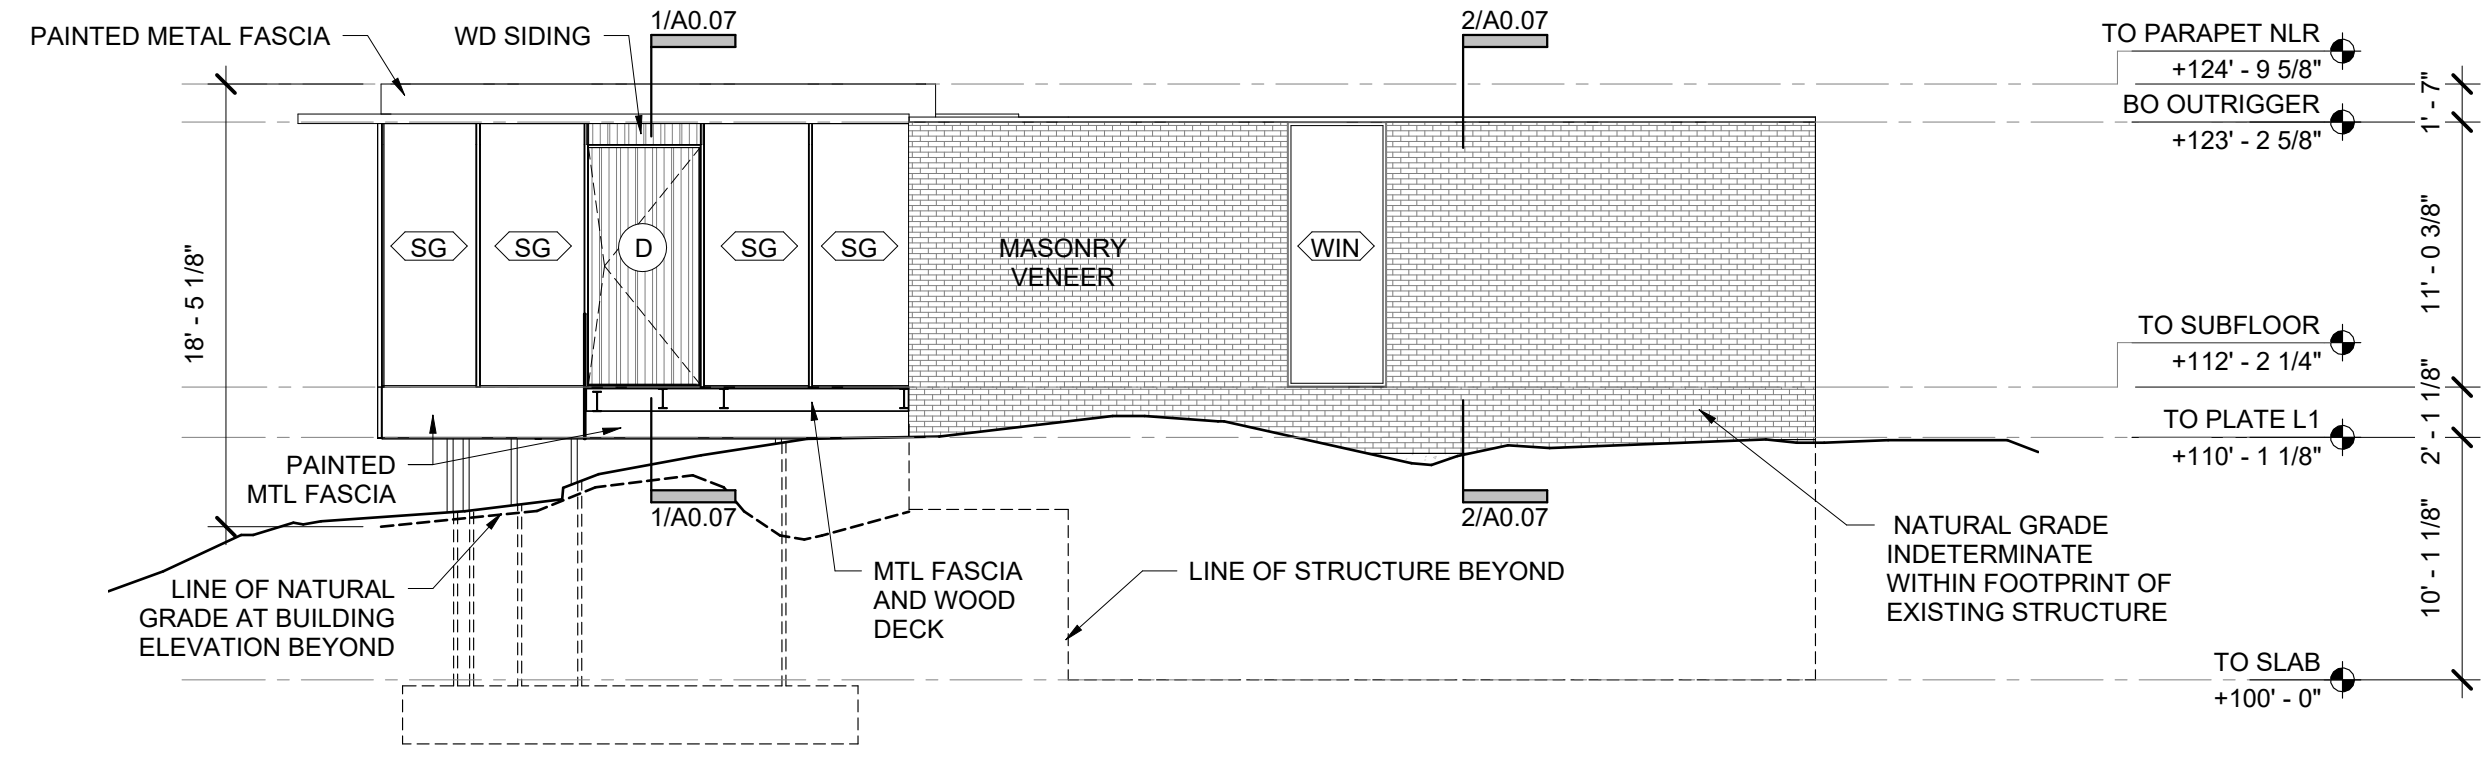 1/A0.07
2/A0.07
PAINTED METAL FASCIA
WD SIDING
TO PARAPET NLR
+124' - 9 5/8"
BO OUTRIGGER
+123' - 2 5/8"
1' - 7"
18' - 5 1/8"
SG
SG
D
SG
SG
MASONRY
VENEER
WIN
11' - 0 3/8"
TO SUBFLOOR
+112' - 2 1/4"
2' - 1 1/8"
TO PLATE L1
+110' - 1 1/8"
PAINTED
MTL FASCIA
1/A0.07
2/A0.07
NATURAL GRADE
INDETERMINATE
WITHIN FOOTPRINT OF
EXISTING STRUCTURE
10' - 1 1/8"
LINE OF NATURAL
GRADE AT BUILDING
ELEVATION BEYOND
MTL FASCIA
AND WOOD
DECK
LINE OF STRUCTURE BEYOND
TO SLAB
+100' - 0"